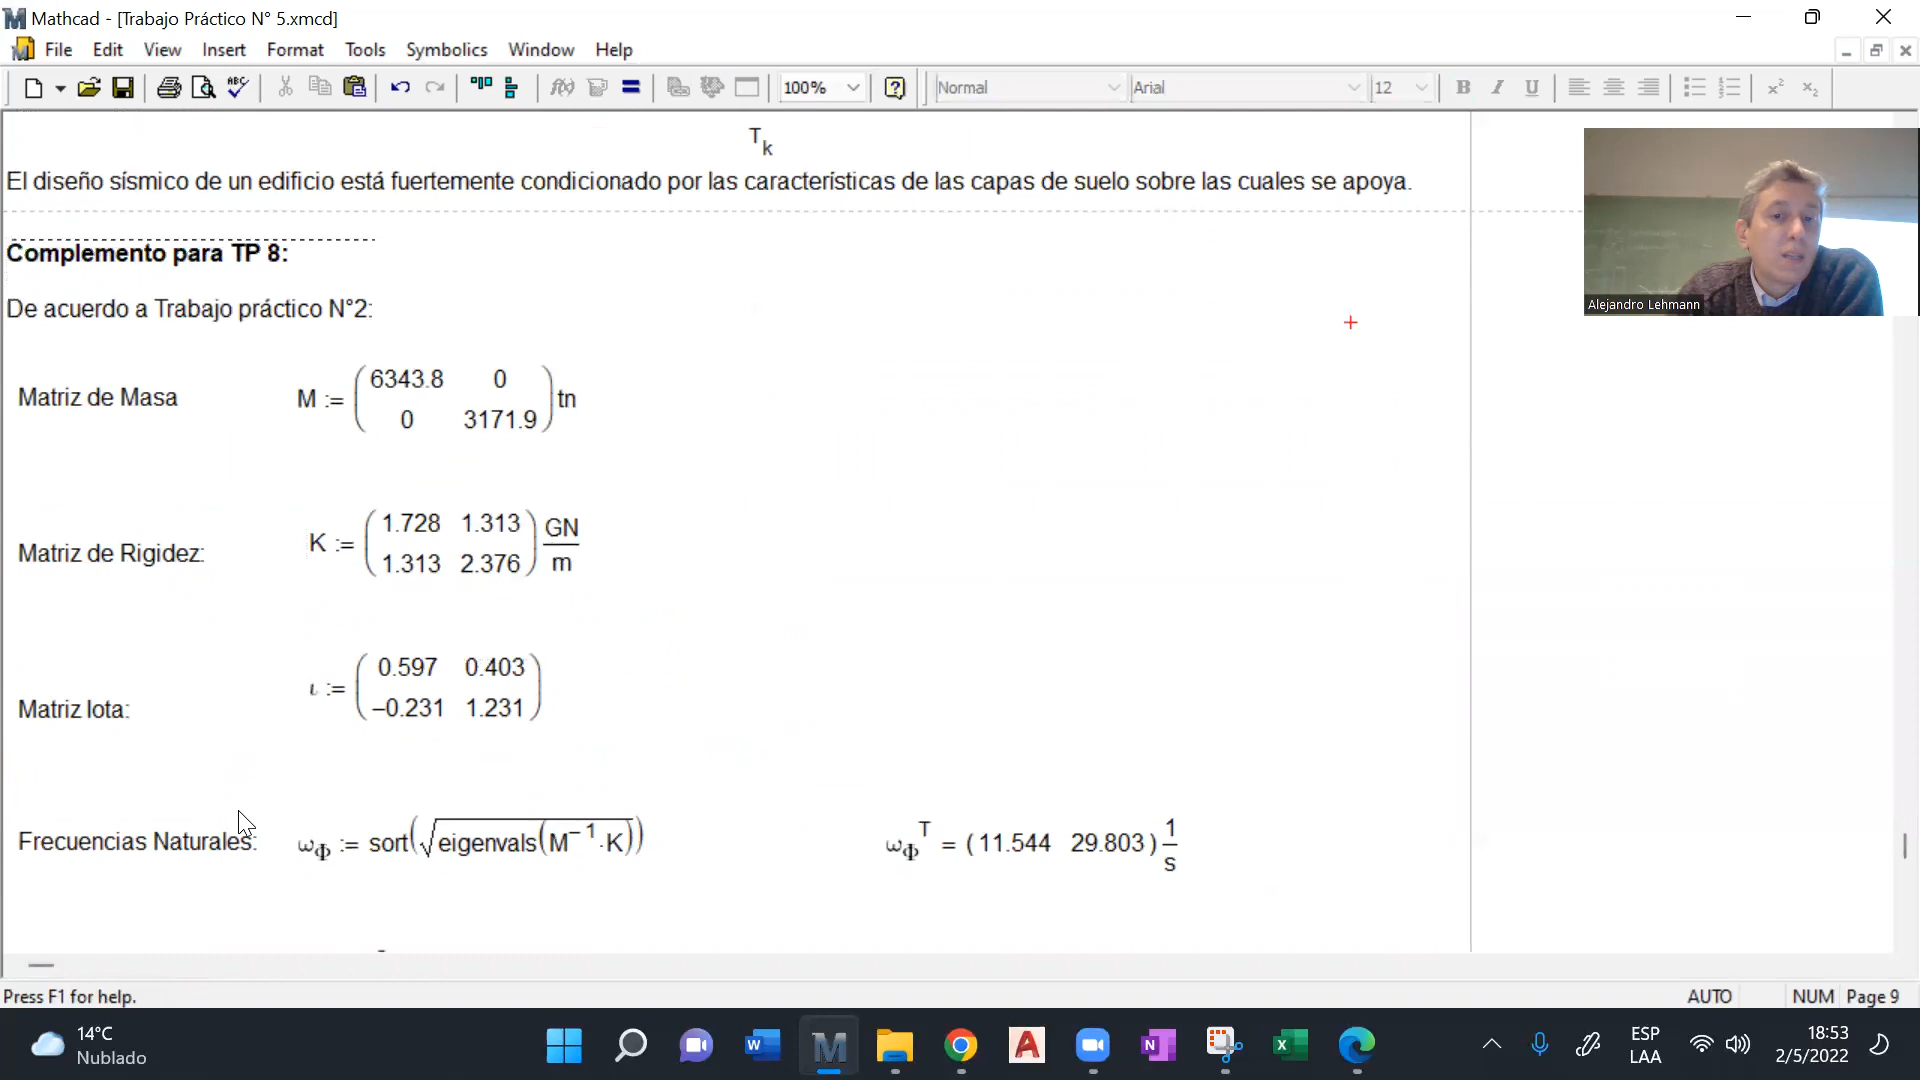 Mathcad - [Trabajo Práctico N° 5.xmcd]
File Edit View Insert Format Tools Symbolics Window Help
100% Normal Arial 12 B I U
T k
El diseño sísmico de un edificio está fuertemente condicionado por las características de las capas de suelo sobre las cuales se apoya.
Complemento para TP 8:
De acuerdo a Trabajo práctico N°2:
Alejandro Lehmann
Matriz de Masa M := ( 6343.8 0
0 3171.9 ) tn
Matriz de Rigidez: K := ( 1.728 1.313
1.313 2.376 ) GN/m
Matriz Iota: ι := ( 0.597 0.403
−0.231 1.231 )
Frecuencias Naturales: ωΦ := sort(√eigenvals(M⁻¹·K)) ωΦᵀ = (11.544 29.803) 1/s
Press F1 for help. AUTO NUM Page 9
14°C
Nublado
ESP
LAA
18:53
2/5/2022